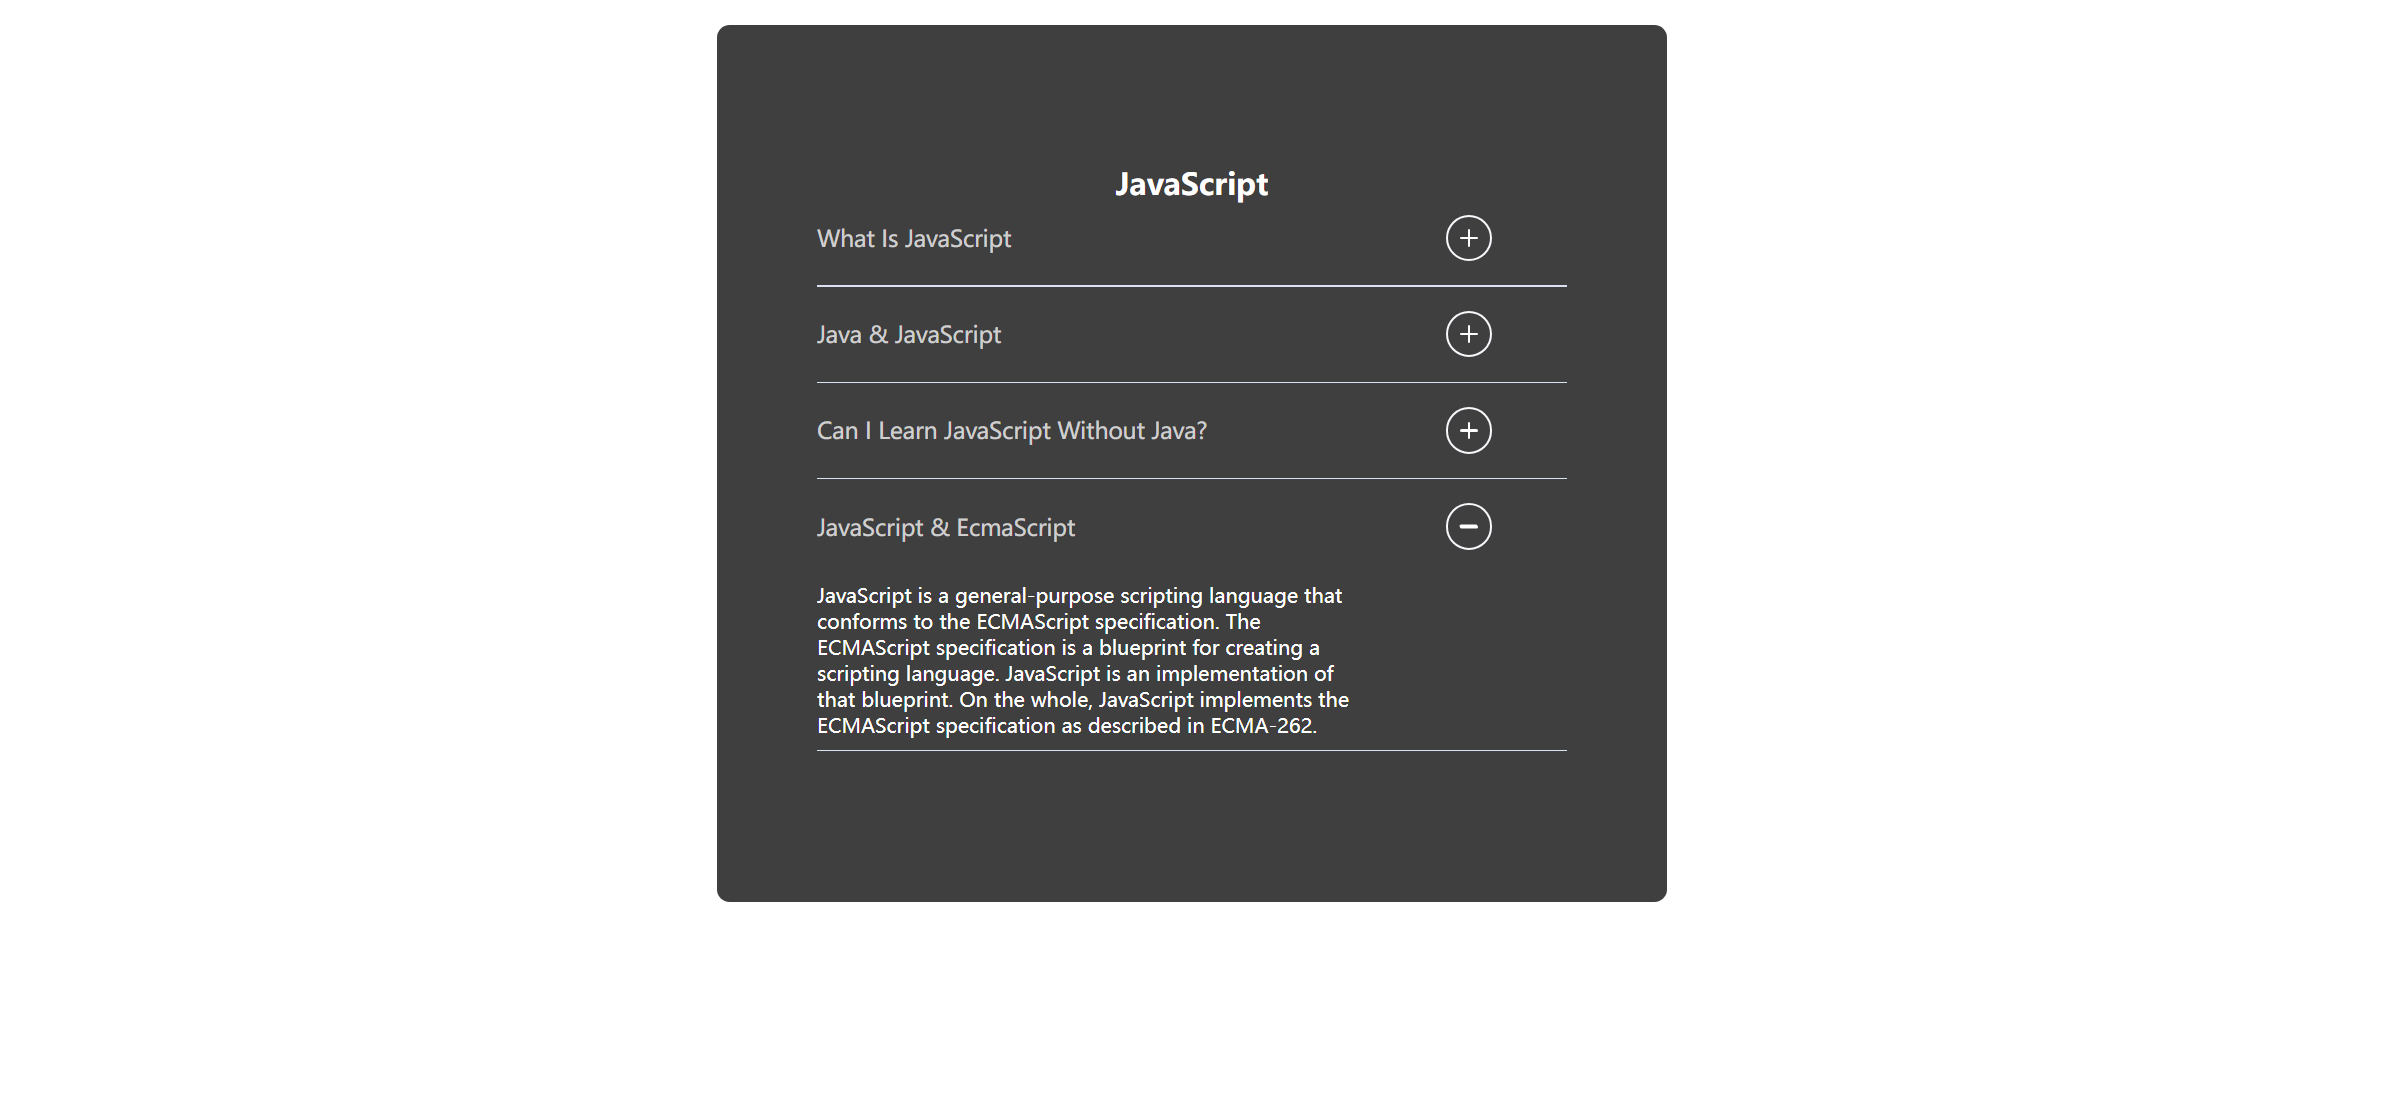 JavaScript
What Is JavaScript
Java & JavaScript
Can I Learn JavaScript Without Java?
JavaScript & EcmaScript
JavaScript is a general-purpose scripting language that
conforms to the ECMAScript specification. The
ECMAScript specification is a blueprint for creating a
scripting language. JavaScript is an implementation of
that blueprint. On the whole, JavaScript implements the
ECMAScript specification as described in ECMA-262.